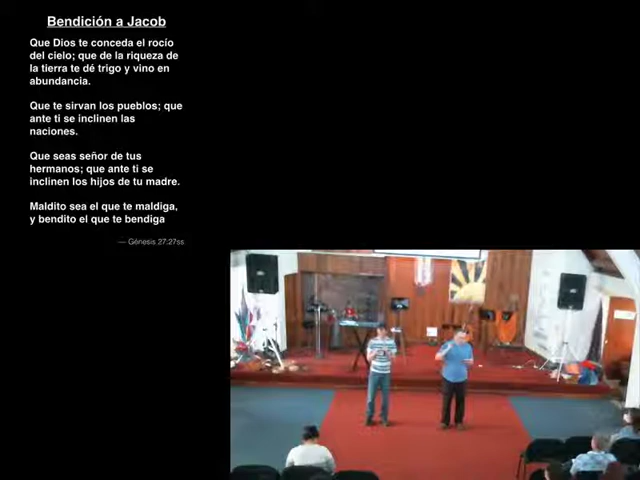 Bendición a Jacob
Que Dios te conceda el rocío
del cielo; que de la riqueza de
la tierra te dé trigo y vino en
abundancia.
Que te sirvan los pueblos; que
ante ti se inclinen las
naciones.
Que seas señor de tus
hermanos; que ante ti se
inclinen los hijos de tu madre.
Maldito sea el que te maldiga,
y bendito el que te bendiga
— Génesis 27:27ss